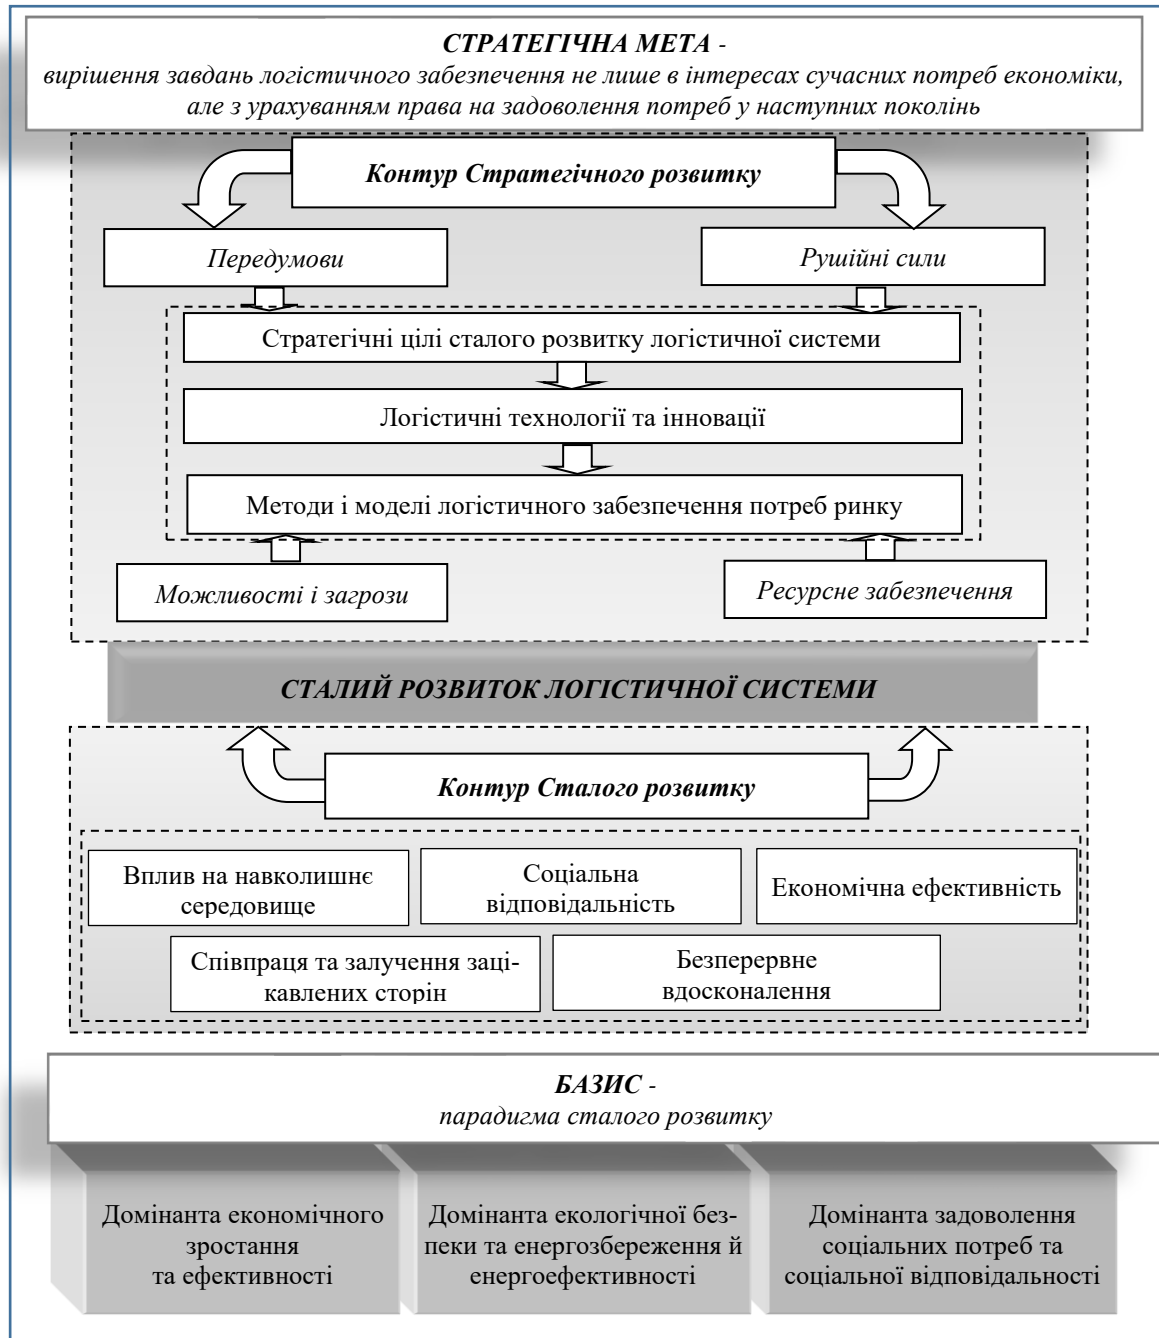 СТРАТЕГІЧНА МЕТА -
вирішення завдань логістичного забезпечення не лише в інтересах сучасних потреб економіки,
але з урахуванням права на задоволення потреб у наступних поколінь
Контур Стратегічного розвитку
Передумови
Рушійні сили
Стратегічні цілі сталого розвитку логістичної системи
Логістичні технології та інновації
Методи і моделі логістичного забезпечення потреб ринку
Можливості і загрози
Ресурсне забезпечення
СТАЛИЙ РОЗВИТОК ЛОГІСТИЧНОЇ СИСТЕМИ
Контур Сталого розвитку
Вплив на навколишнє
середовище
Соціальна
відповідальність
Економічна ефективність
Співпраця та залучення заці-
кавлених сторін
Безперервне
вдосконалення
БАЗИС -
парадигма сталого розвитку
Домінанта економічного
зростання
та ефективності
Домінанта екологічної без-
пеки та енергозбереження й
енергоефективності
Домінанта задоволення
соціальних потреб та
соціальної відповідальності